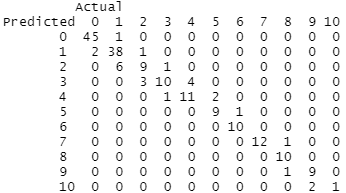 Actual
Predicted 0 1 2 3 4 5 6 7 8 9 10
0 45 1 0 0 0 0 0 0 0 0 0
1 2 38 1 0 0 0 0 0 0 0 0
2 0 6 9 1 0 0 0 0 0 0 0
3 0 0 3 10 4 0 0 0 0 0 0
4 0 0 0 1 11 2 0 0 0 0 0
5 0 0 0 0 0 9 1 0 0 0 0
6 0 0 0 0 0 0 10 0 0 0 0
7 0 0 0 0 0 0 0 12 1 0 0
8 0 0 0 0 0 0 0 0 10 0 0
9 0 0 0 0 0 0 0 0 1 9 0
10 0 0 0 0 0 0 0 0 0 2 1